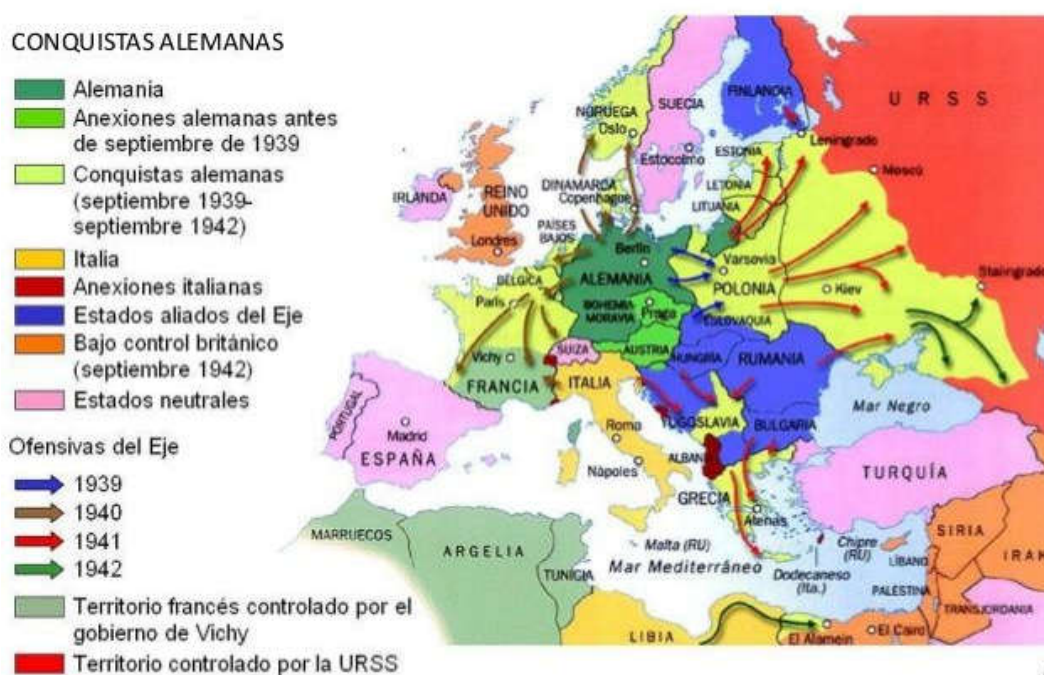 CONQUISTAS ALEMANAS
Alemania
Anexiones alemanas antes
de septiembre de 1939
Conquistas alemanas
(septiembre 1939-
septiembre 1942)
Italia
Anexiones italianas
Estados aliados del Eje
Bajo control británico
(septiembre 1942)
Estados neutrales
Ofensivas del Eje
1939
1940
1941
1942
Territorio francés controlado por el
gobierno de Vichy
Territorio controlado por la URSS
URSS
FINLANDIA
SUECIA
NORUEGA
Oslo
Leningrado
ESTONIA
Estocolmo
Moscú
LETONIA
IRLANDA
REINO
UNIDO
DINAMARCA
Copenhague
LITUANIA
PAÍSES
BAJOS
Londres
Berlín
Varsovia
BÉLGICA
ALEMANIA
POLONIA
Stalingrado
París
BOHEMIA
MORAVIA
Praga
Kiev
ESLOVAQUIA
Vichy
SUIZA
AUSTRIA
HUNGRÍA
RUMANIA
FRANCIA
ITALIA
Mar Negro
PORTUGAL
Madrid
ESPAÑA
Roma
YUGOSLAVIA
BULGARIA
Nápoles
TURQUÍA
GRECIA
Atenas
MARRUECOS
ARGELIA
TUNICIA
Malta (RU)
Mar Mediterráneo
Chipre
(RU)
SIRIA
LÍBANO
IRAK
Dodecaneso
(Ita.)
PALESTINA
TRANSJORDANIA
LIBIA
El Alamein
El Cairo